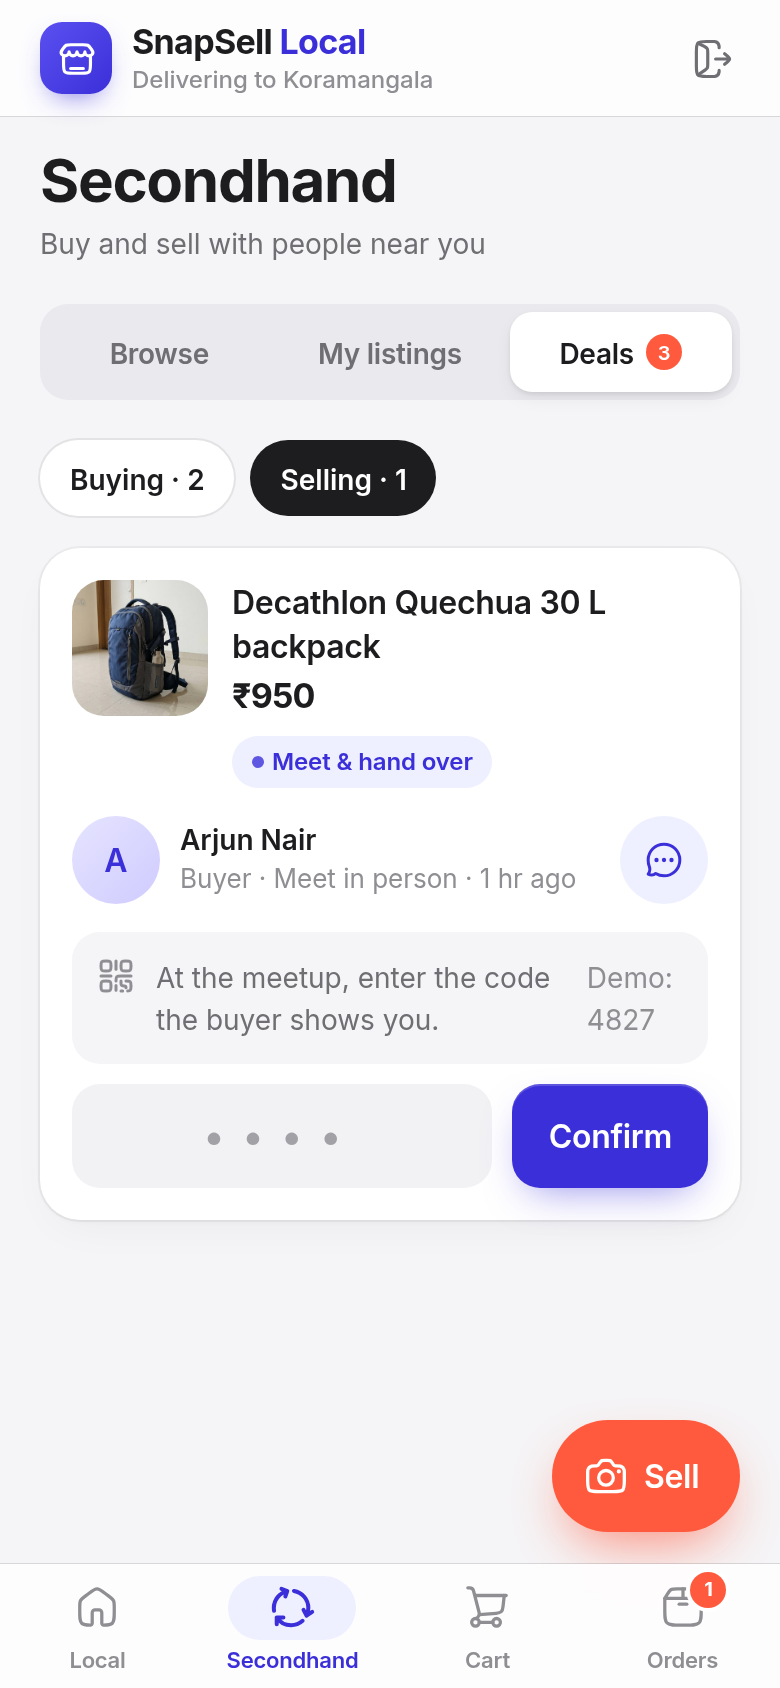 SnapSell Local
Delivering to Koramangala
Secondhand
Buy and sell with people near you
Browse
My listings
Deals 3
Buying · 2
Selling · 1
Decathlon Quechua 30 L
backpack
₹950
Meet & hand over
A
Arjun Nair
Buyer · Meet in person · 1 hr ago
At the meetup, enter the code
the buyer shows you.
Demo:
4827
••••
Confirm
Sell
1
Local
Secondhand
Cart
Orders